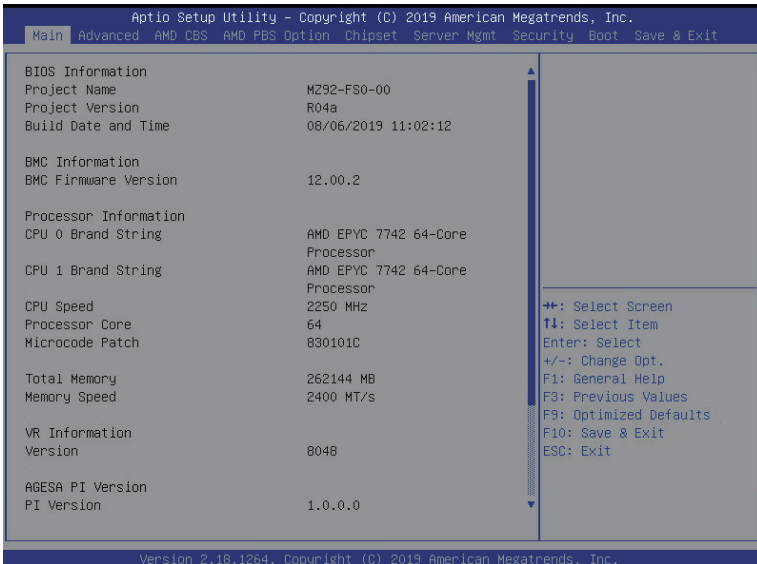 Aptio Setup Utility – Copyright (C) 2019 American Megatrends, Inc.
Main Advanced AMD CBS AMD PBS Option Chipset Server Mgmt Security Boot Save & Exit
BIOS Information
Project Name MZ92-FS0-00
Project Version R04a
Build Date and Time 08/06/2019 11:02:12
BMC Information
BMC Firmware Version 12.00.2
Processor Information
CPU 0 Brand String AMD EPYC 7742 64-Core
Processor
CPU 1 Brand String AMD EPYC 7742 64-Core
Processor
CPU Speed 2250 MHz
Processor Core 64
Microcode Patch 830101C
Total Memory 262144 MB
Memory Speed 2400 MT/s
VR Information
Version 8048
AGESA PI Version
PI Version 1.0.0.0
→←: Select Screen
↑↓: Select Item
Enter: Select
+/-: Change Opt.
F1: General Help
F3: Previous Values
F9: Optimized Defaults
F10: Save & Exit
ESC: Exit
Version 2.18.1264. Copyright (C) 2019 American Megatrends, Inc.